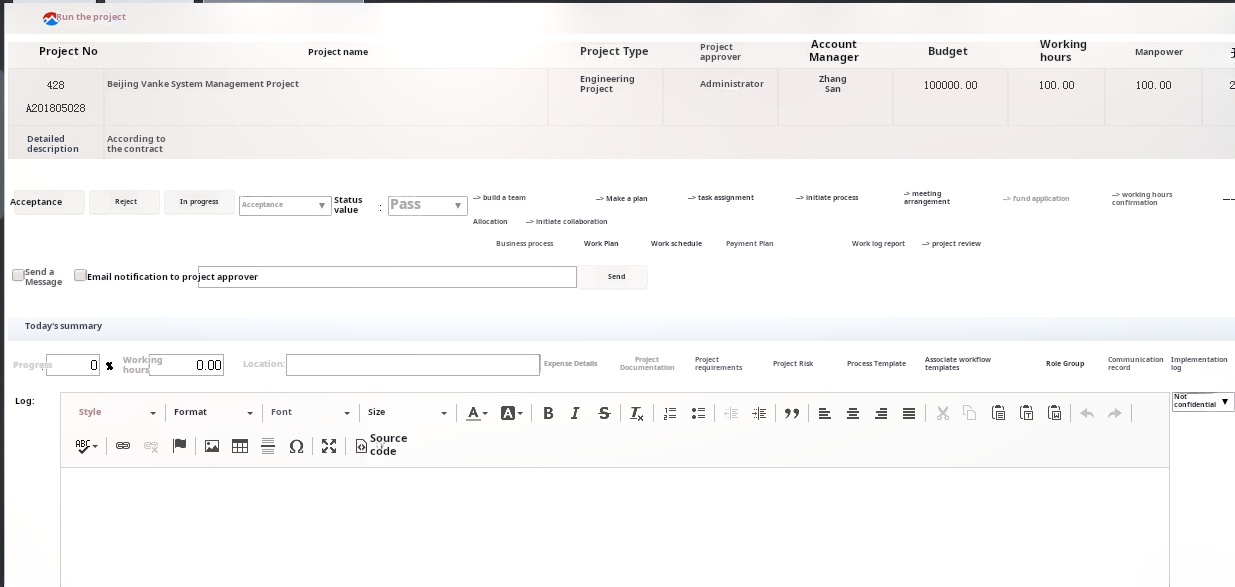 Run the project
Project No
Project name
Project Type
Project
approver
Account
Manager
Budget
Working
hours
Manpower
428
A201805028
Beijing Vanke System Management Project
Engineering
Project
Administrator
Zhang
San
100000.00
100.00
100.00
2
Detailed
description
According to
the contract
Acceptance
Reject
In progress
Acceptance
Status
value
:
Pass
--> build a team
--> Make a plan
--> task assignment
--> initiate process
--> meeting
arrangement
--> fund application
--> working hours
confirmation
Allocation
--> initiate collaboration
Business process
Work Plan
Work schedule
Payment Plan
Work log report
--> project review
Send a
Message
Email notification to project approver
Send
Today's summary
Progress
:
0
%
Working
hours
0.00
Location:
Expense Details
Project
Documentation
Project
requirements
Project Risk
Process Template
Associate workflow
templates
Role Group
Communication
record
Implementation
log
Log:
Style
Format
Font
Size
Source
code
Not
confidential